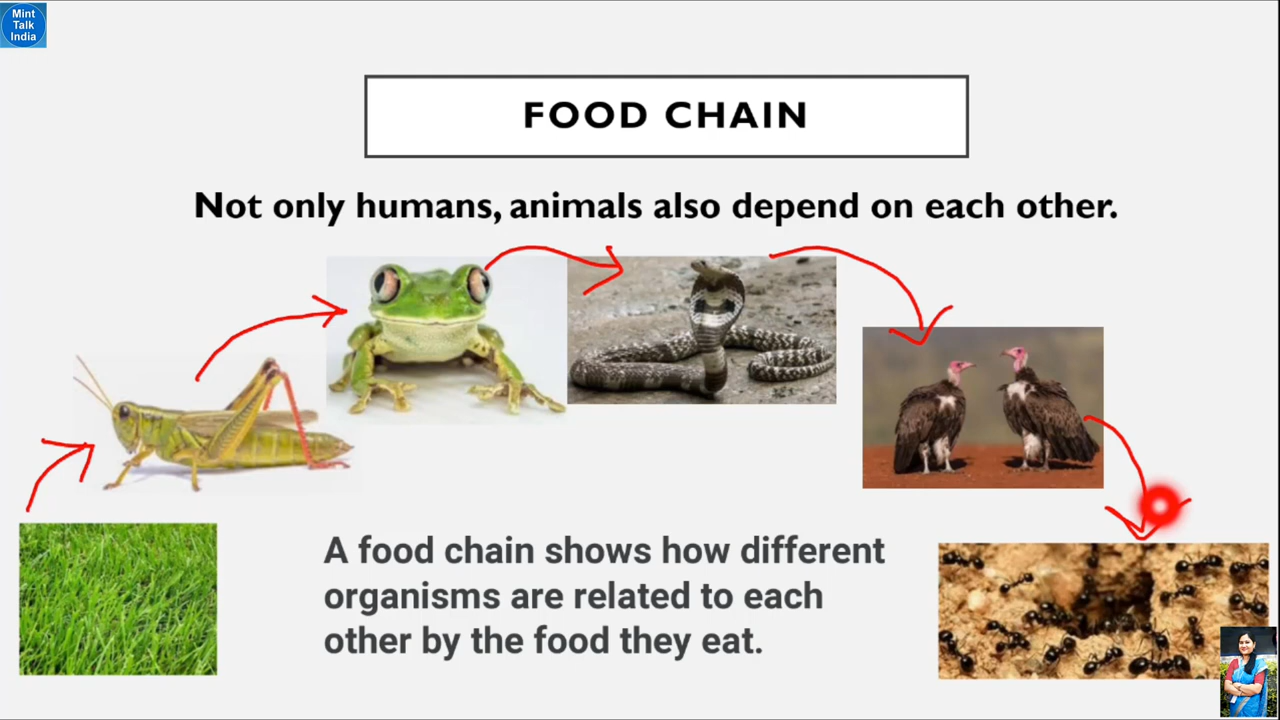 Mint
Talk
India
FOOD CHAIN
Not only humans, animals also depend on each other.
A food chain shows how different
organisms are related to each
other by the food they eat.